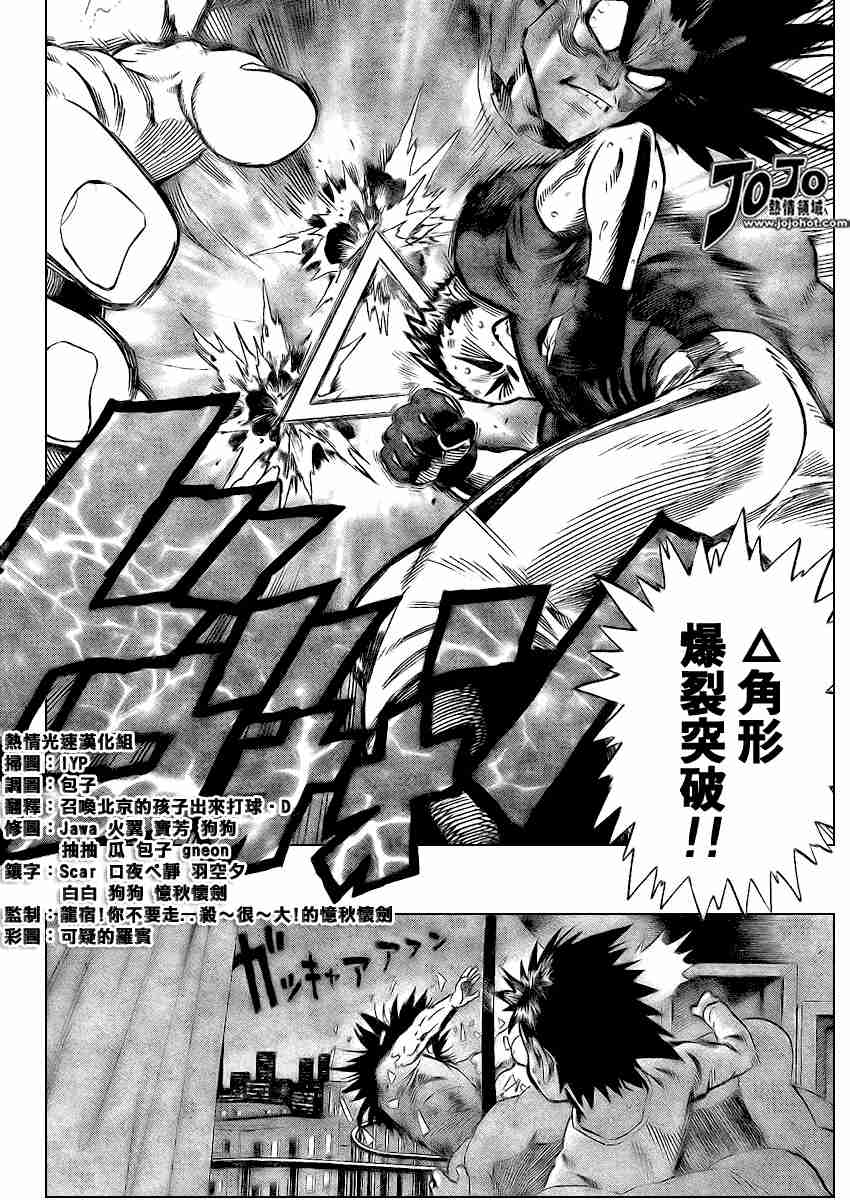 JOJO
熱情領域
www.jojohot.com
△角形
爆裂突破!!
熱情光速漢化組
掃圖：IYP
調圖：包子
翻釋：召喚北京的孩子出來打球·D
修圖：Jawa 火翼 寶芳 狗狗
抽抽 瓜 包子 gneon
鑲字：Scar 口夜ぺ靜 羽空夕
白白 狗狗 憶秋懷劍
監制：龍宿!你不要走...殺～很～大!的憶秋懷劍
彩圖：可疑的羅賓
ガッキャアアァン